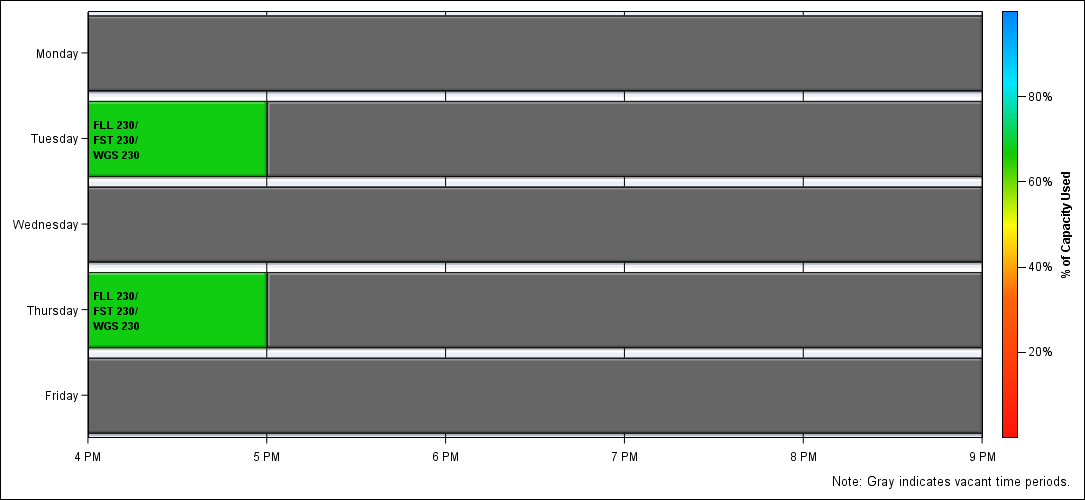 Monday
Tuesday
FLL 230/
FST 230/
WGS 230
Wednesday
Thursday
FLL 230/
FST 230/
WGS 230
Friday
4 PM 5 PM 6 PM 7 PM 8 PM 9 PM
80%
60%
40%
20%
% of Capacity Used
Note: Gray indicates vacant time periods.